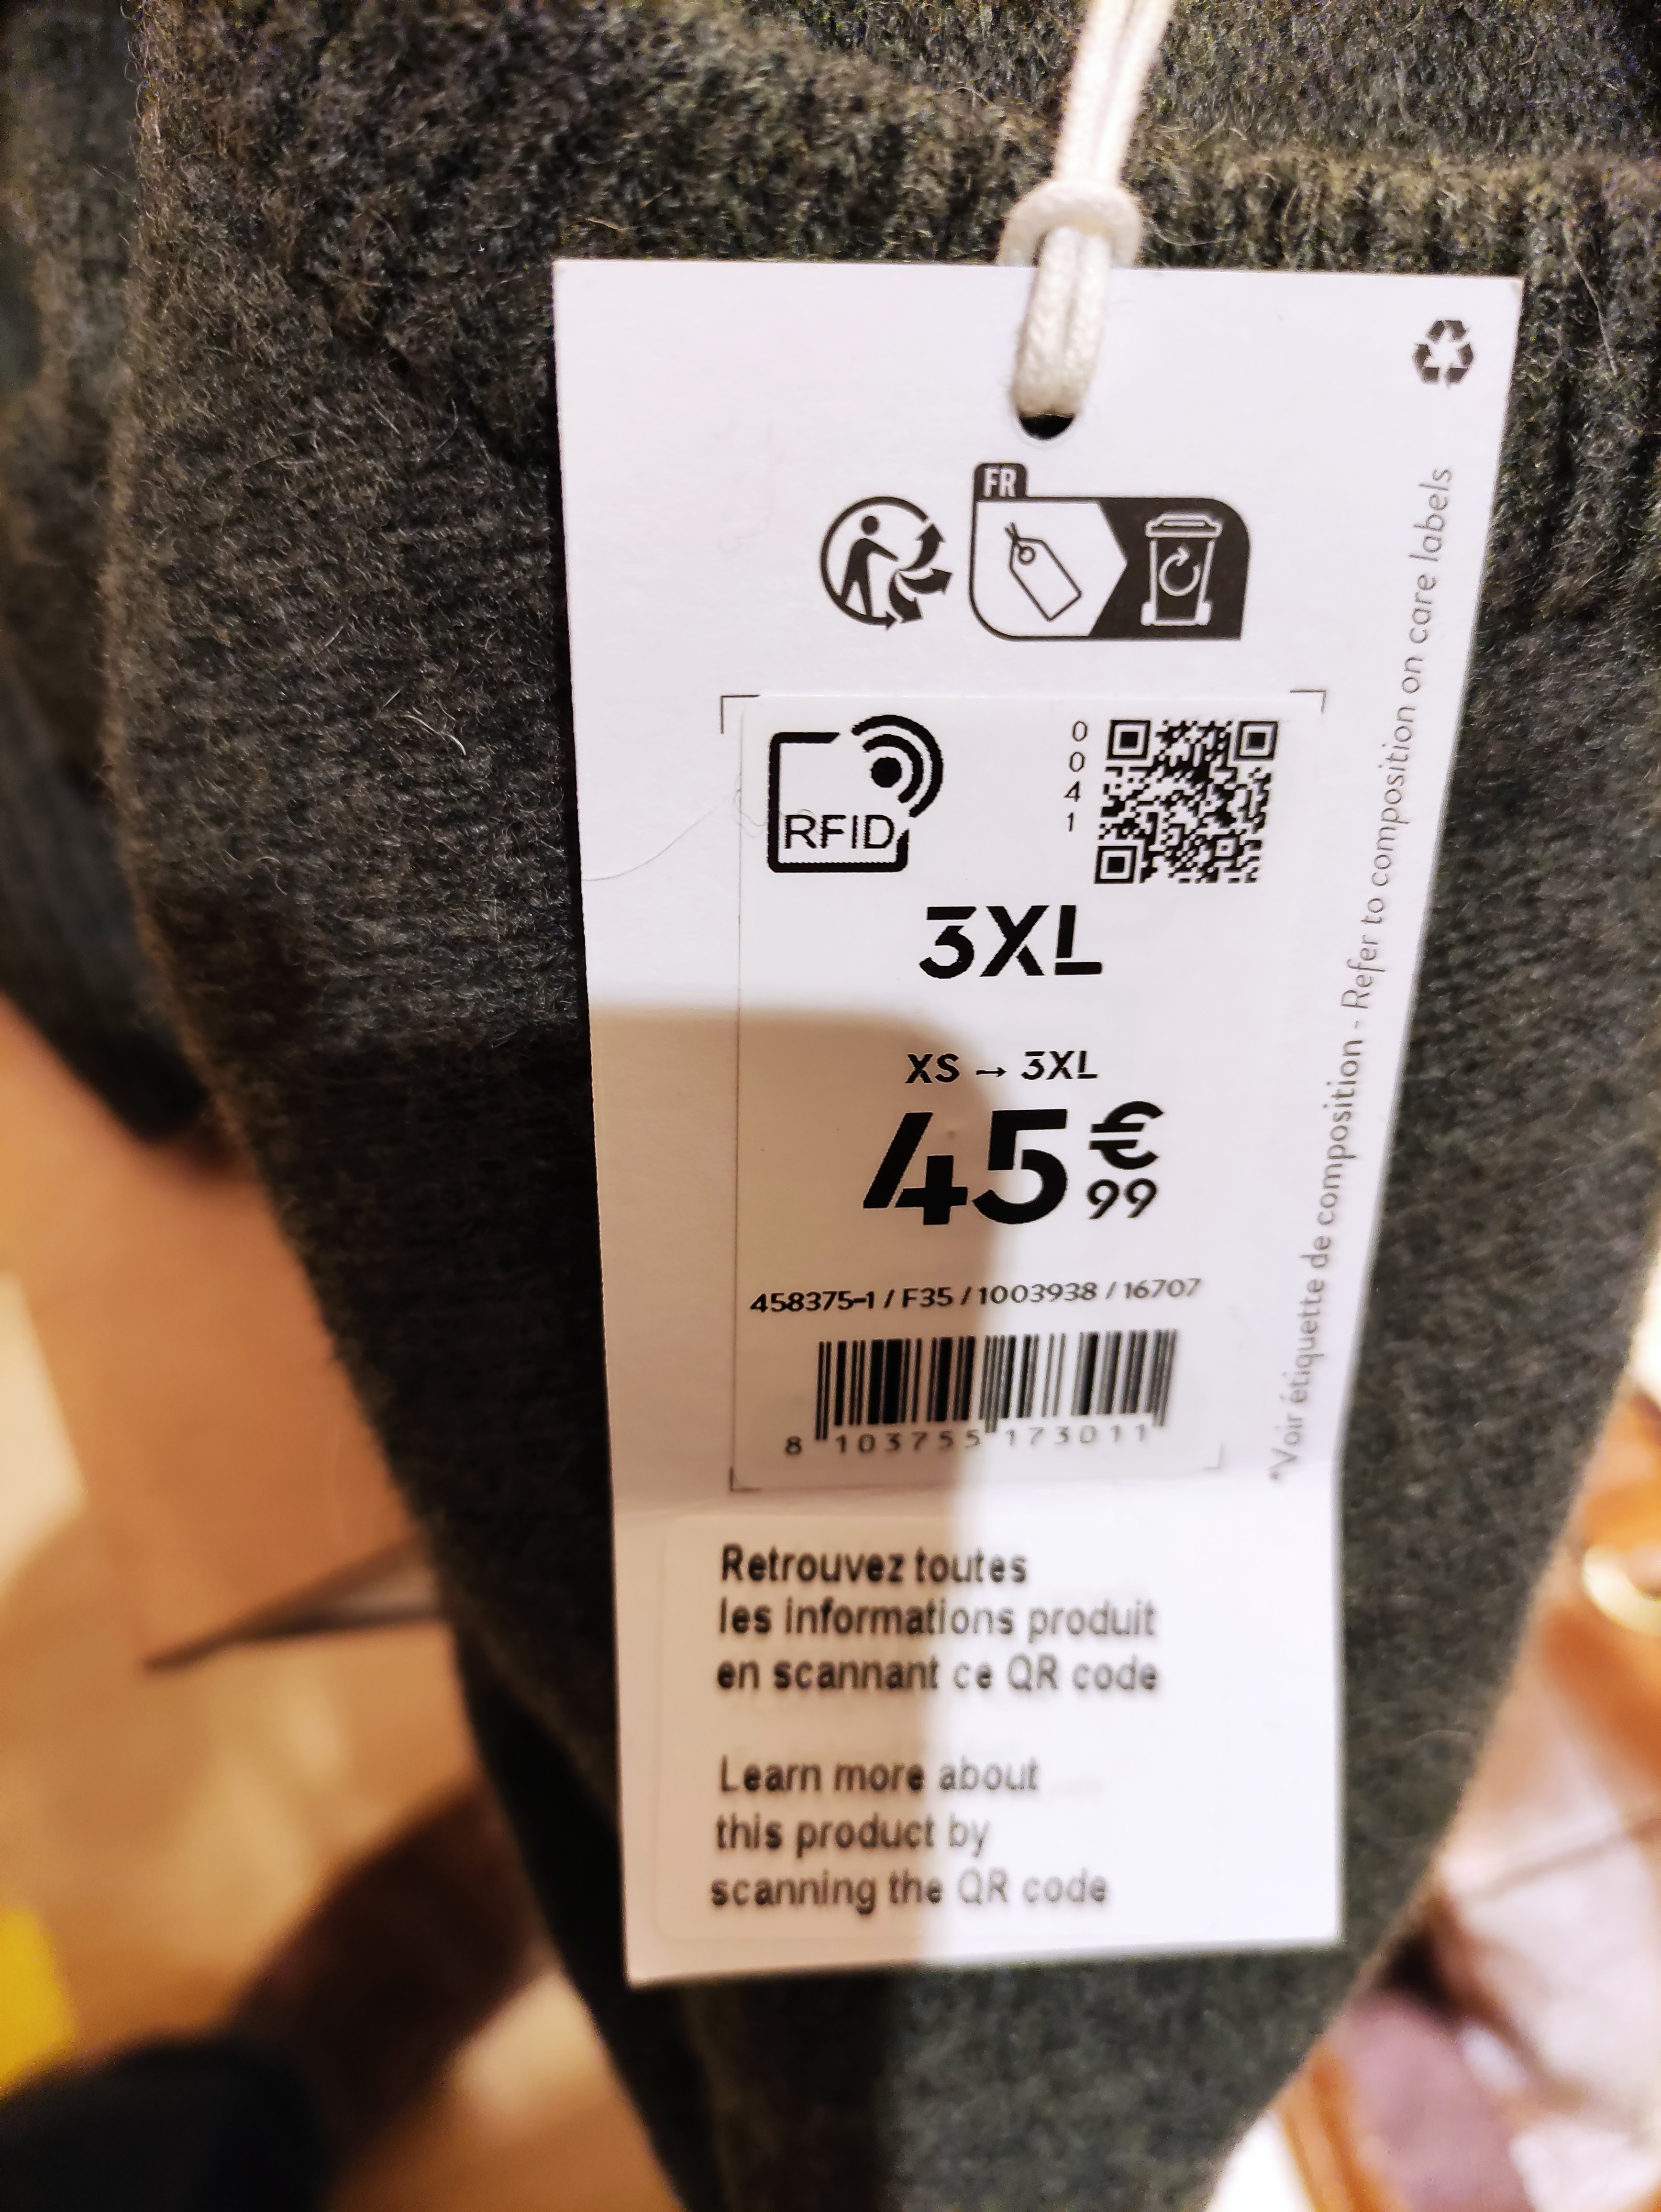 FR
RFID
0041
3XL
XS → 3XL
45€99
458375-1 / F35 / 1003938 / 16707
8 103755 173011
*Voir étiquette de composition - Refer to composition on care labels
Retrouvez toutes
les informations produit
en scannant ce QR code
Learn more about
this product by
scanning the QR code